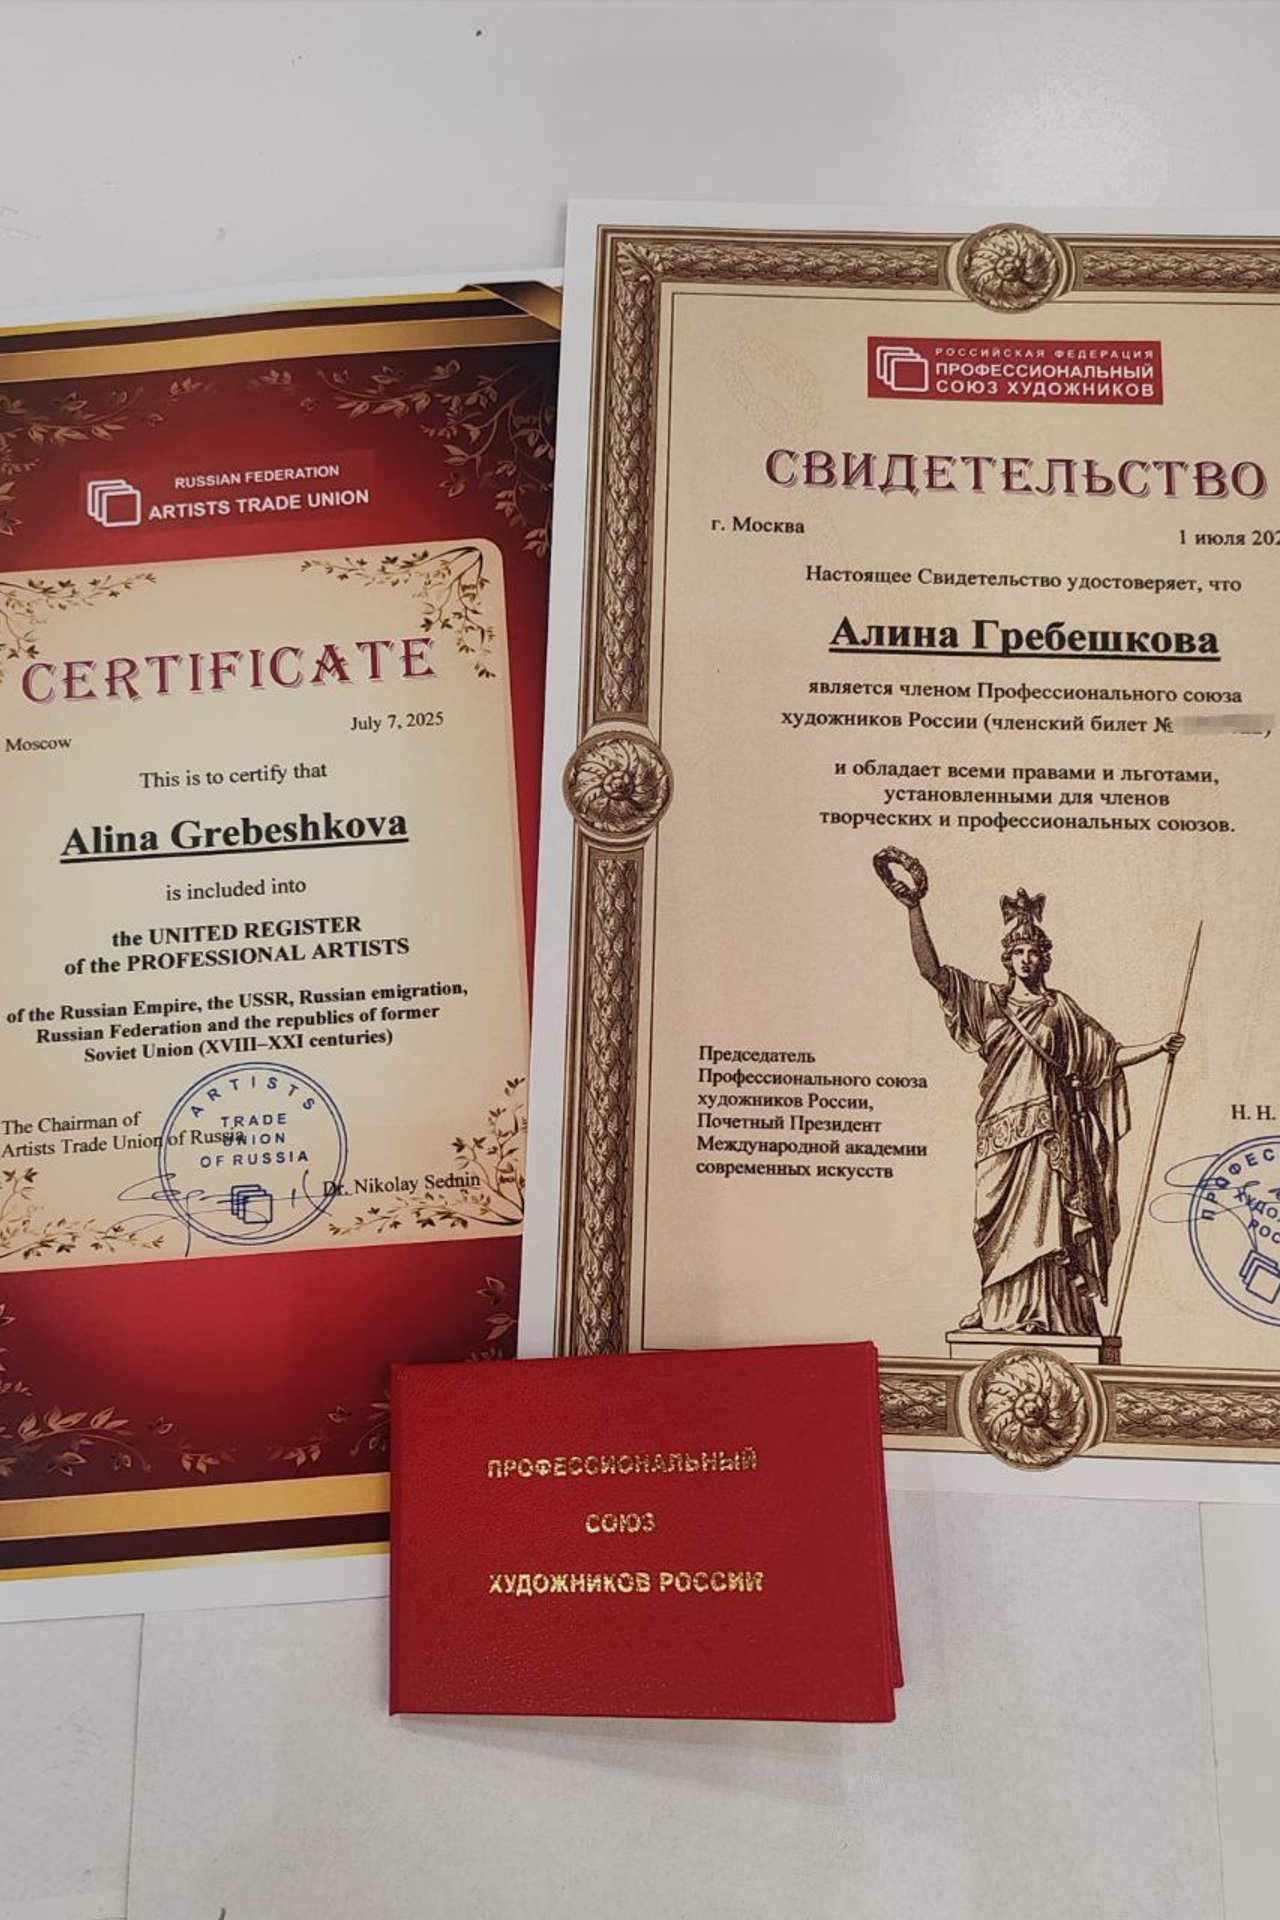 RUSSIAN FEDERATION
ARTISTS TRADE UNION
CERTIFICATE
July 7, 2025
Moscow
This is to certify that
Alina Grebeshkova
is included into
the UNITED REGISTER
of the PROFESSIONAL ARTISTS
of the Russian Empire, the USSR, Russian emigration,
Russian Federation and the republics of former
Soviet Union (XVIII–XXI centuries)
The Chairman of
Artists Trade Union of Russia
Dr. Nikolay Sednin
ARTISTS
TRADE
UNION
OF RUSSIA
РОССИЙСКАЯ ФЕДЕРАЦИЯ
ПРОФЕССИОНАЛЬНЫЙ
СОЮЗ ХУДОЖНИКОВ
СВИДЕТЕЛЬСТВО
г. Москва
1 июля 202
Настоящее Свидетельство удостоверяет, что
Алина Гребешкова
является членом Профессионального союза
художников России (членский билет №
и обладает всеми правами и льготами,
установленными для членов
творческих и профессиональных союзов.
Председатель
Профессионального союза
художников России,
Почетный Президент
Международной академии
современных искусств
Н. Н.
ПРОФЕС
ХУДО
РОС
ПРОФЕССИОНАЛЬНЫЙ
СОЮЗ
ХУДОЖНИКОВ РОССИИ